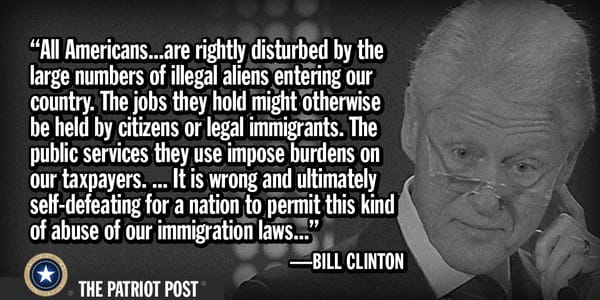 “All Americans...are rightly disturbed by the
large numbers of illegal aliens entering our
country. The jobs they hold might otherwise
be held by citizens or legal immigrants. The
public services they use impose burdens on
our taxpayers. ... It is wrong and ultimately
self-defeating for a nation to permit this kind
of abuse of our immigration laws...”
—BILL CLINTON
THE PATRIOT POST